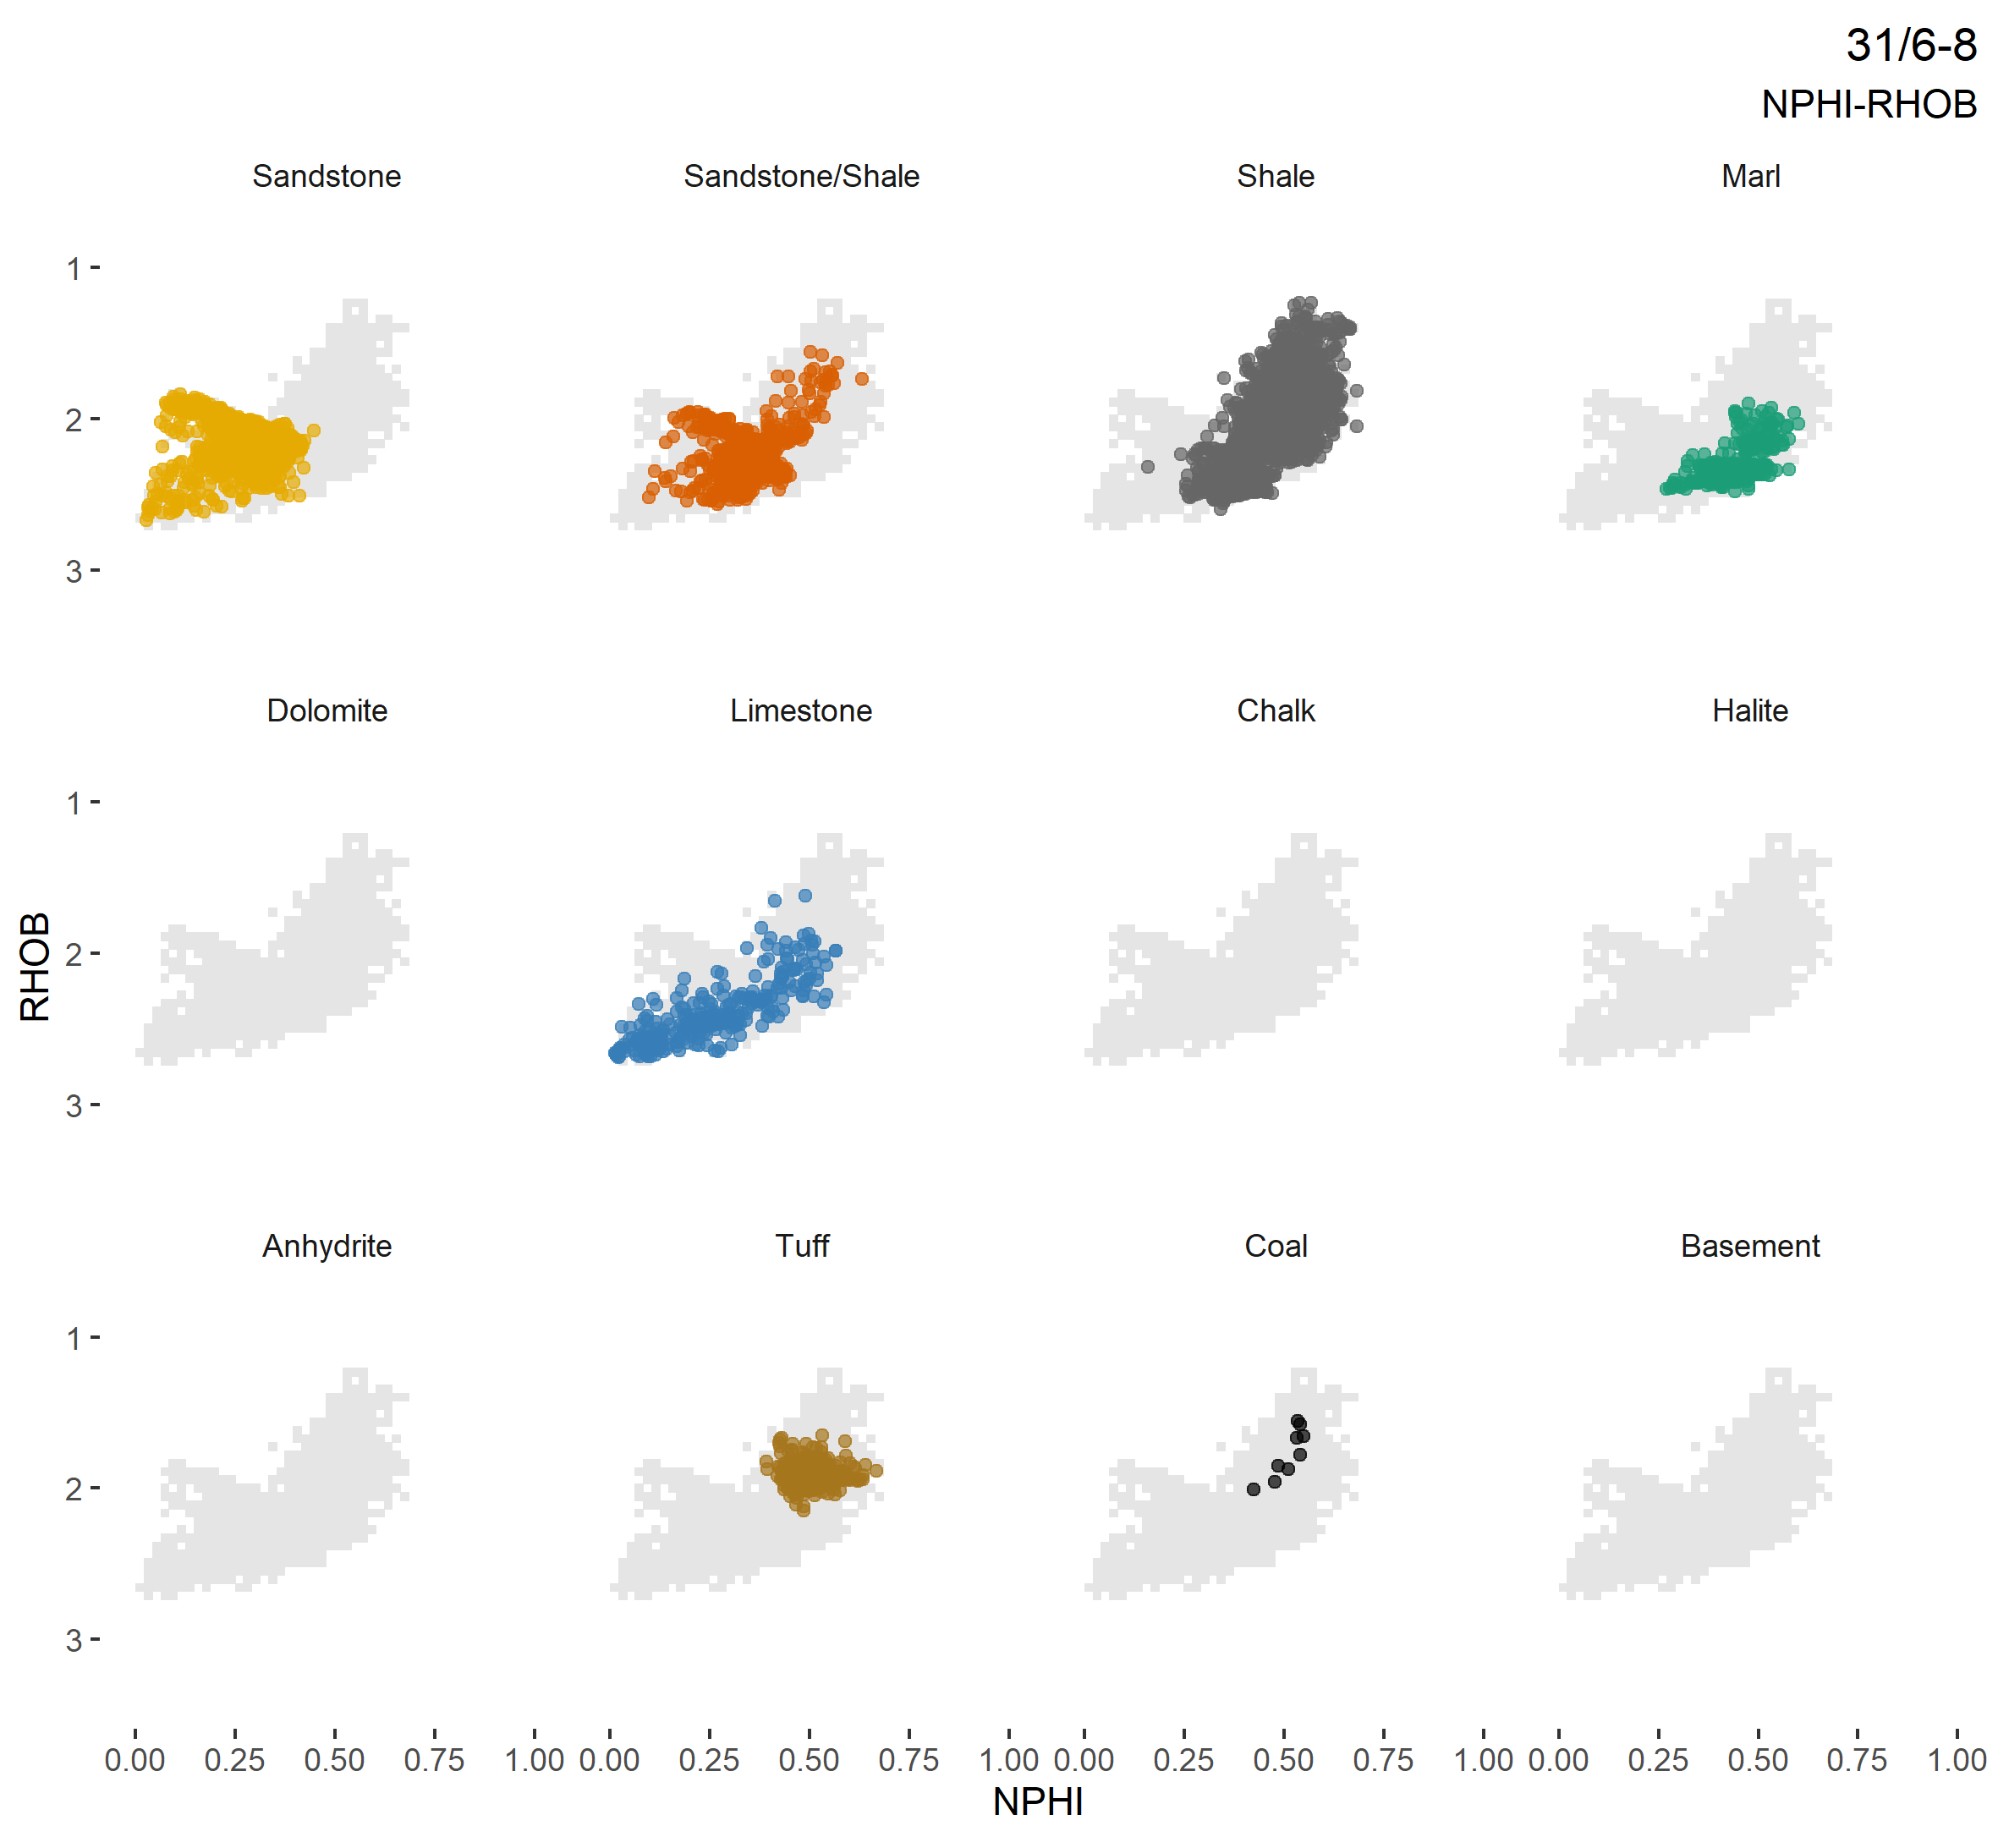 31/6-8
NPHI-RHOB
Sandstone Sandstone/Shale Shale Marl
1
2
3
Dolomite Limestone Chalk Halite
1
2
3
RHOB
Anhydrite Tuff Coal Basement
1
2
3
0.00 0.25 0.50 0.75 1.00 0.00 0.25 0.50 0.75 1.00 0.00 0.25 0.50 0.75 1.00 0.00 0.25 0.50 0.75 1.00
NPHI